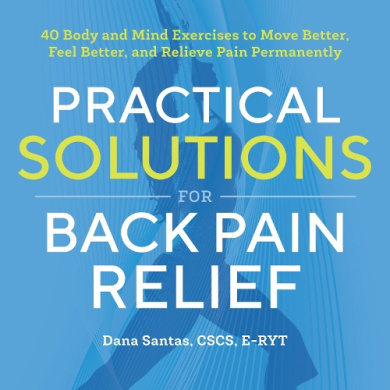 40 Body and Mind Exercises to Move Better,
Feel Better, and Relieve Pain Permanently
PRACTICAL
SOLUTIONS
FOR
BACK PAIN
RELIEF
Dana Santas, CSCS, E-RYT